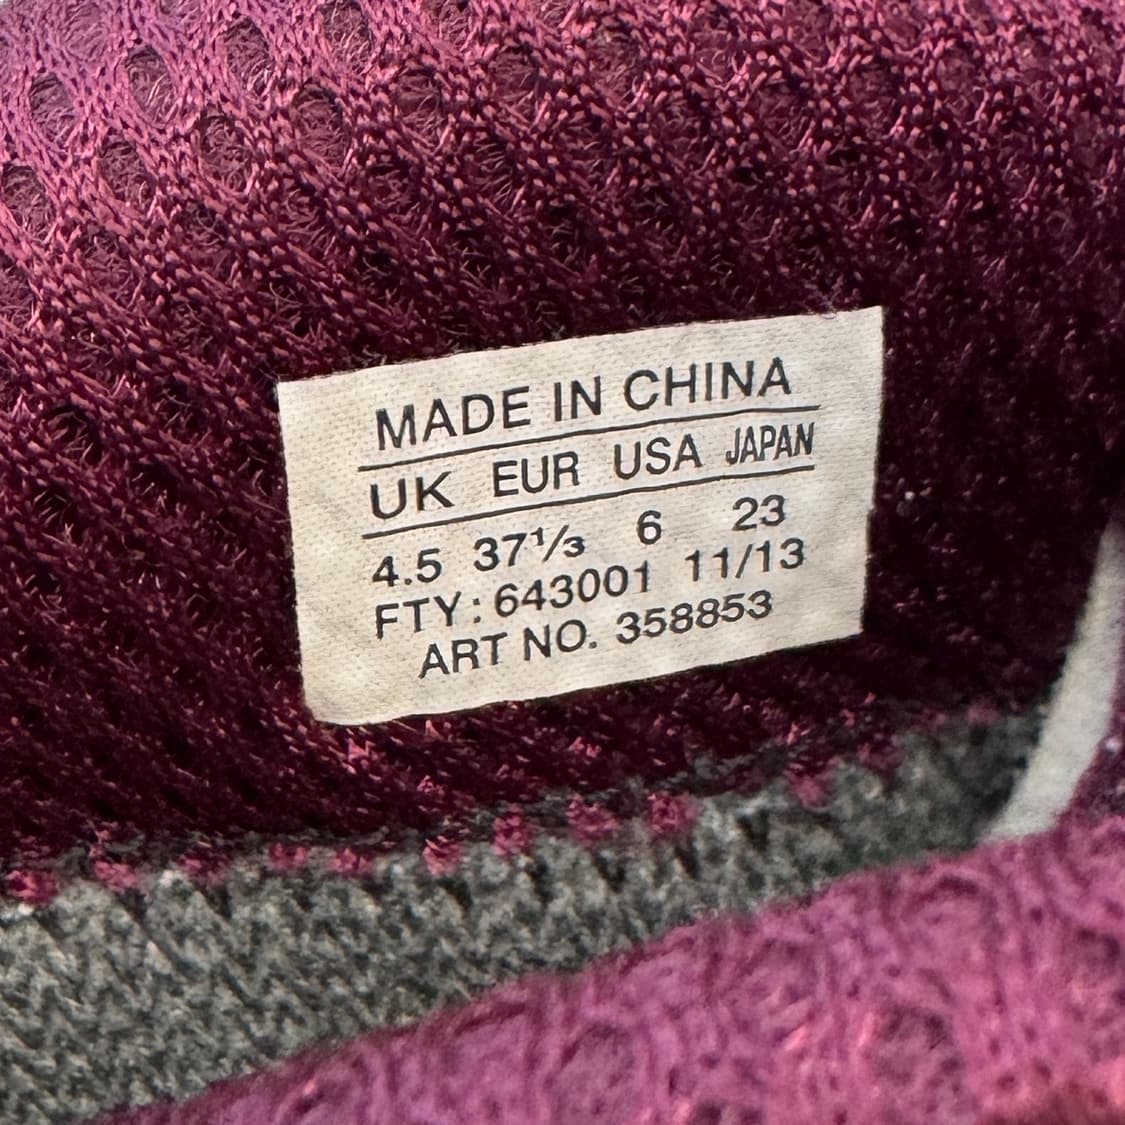 MADE IN CHINA
UK EUR USA JAPAN
4.5 37⅓ 6 23
FTY: 643001 11/13
ART NO. 358853